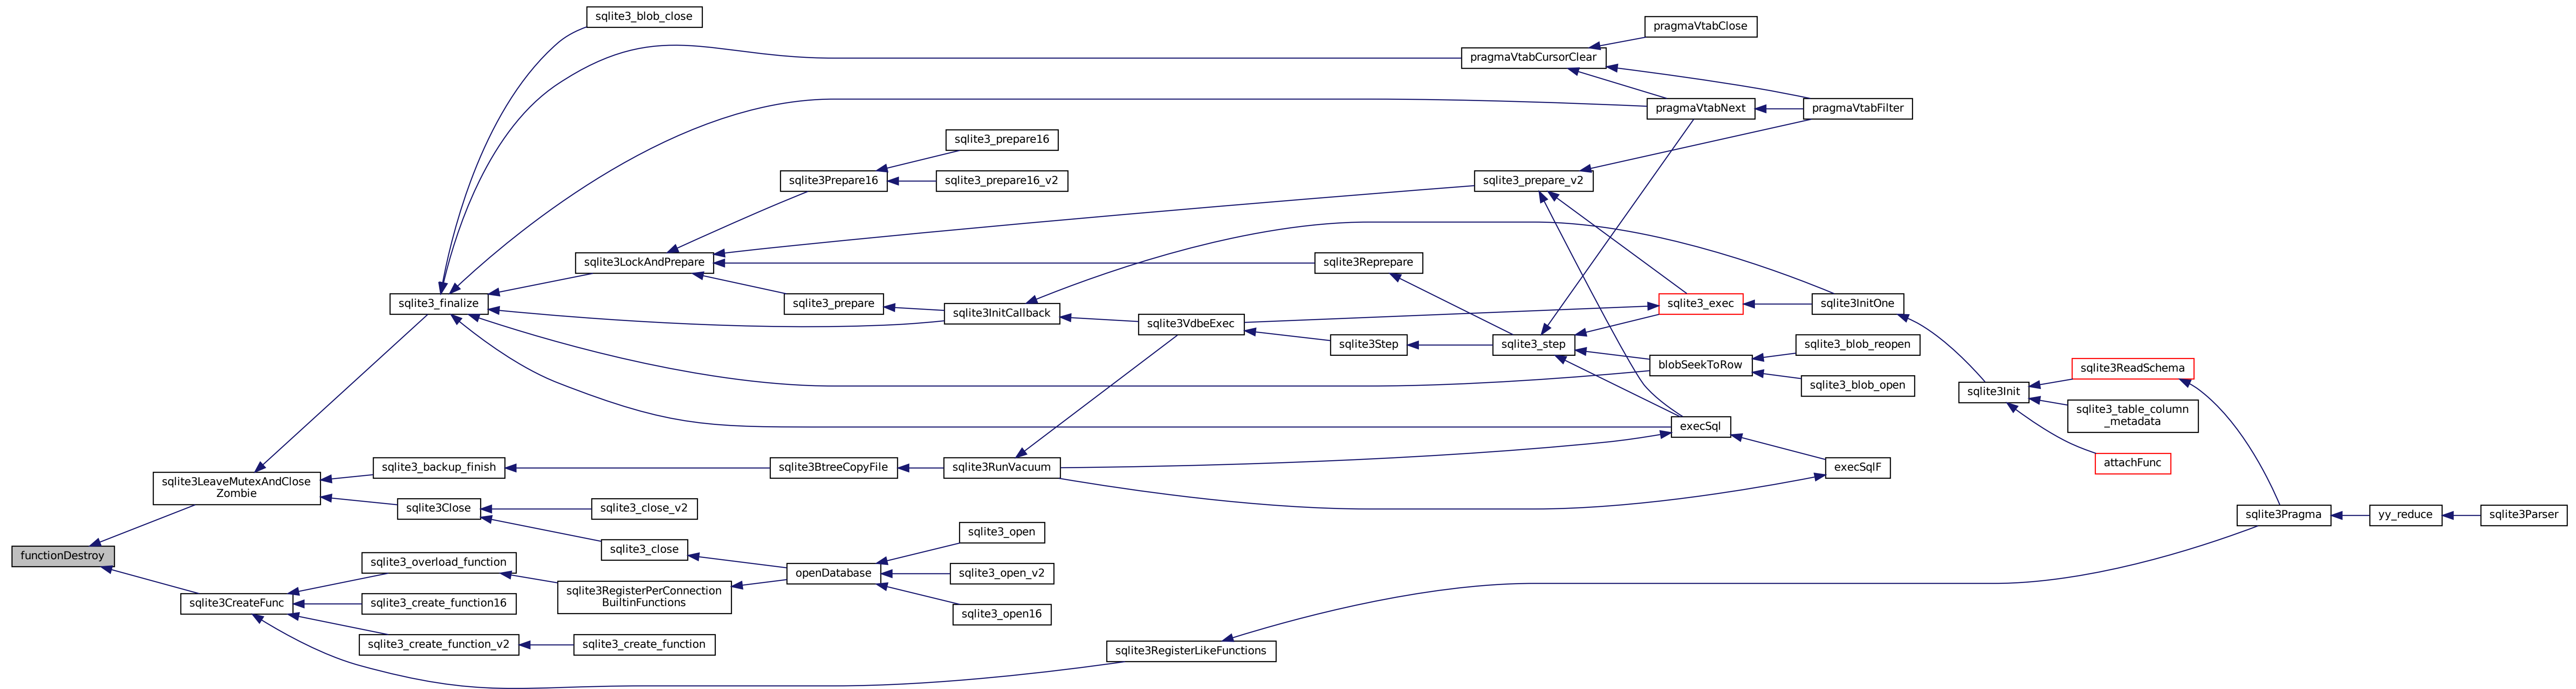 sqlite3_blob_close
pragmaVtabClose
pragmaVtabCursorClear
pragmaVtabNext
pragmaVtabFilter
sqlite3_prepare16
sqlite3Prepare16
sqlite3_prepare16_v2
sqlite3_prepare_v2
sqlite3LockAndPrepare
sqlite3Reprepare
sqlite3_finalize
sqlite3_prepare
sqlite3InitCallback
sqlite3_exec
sqlite3InitOne
sqlite3VdbeExec
sqlite3Step
sqlite3_step
sqlite3_blob_reopen
blobSeekToRow
sqlite3_blob_open
sqlite3ReadSchema
sqlite3Init
sqlite3_table_column
_metadata
attachFunc
execSql
sqlite3_backup_finish
sqlite3BtreeCopyFile
sqlite3RunVacuum
execSqlF
sqlite3LeaveMutexAndClose
Zombie
sqlite3Close
sqlite3_close_v2
sqlite3Pragma
yy_reduce
sqlite3Parser
sqlite3_open
functionDestroy
sqlite3_close
sqlite3_overload_function
openDatabase
sqlite3_open_v2
sqlite3RegisterPerConnection
BuiltinFunctions
sqlite3CreateFunc
sqlite3_create_function16
sqlite3_open16
sqlite3_create_function_v2
sqlite3_create_function
sqlite3RegisterLikeFunctions